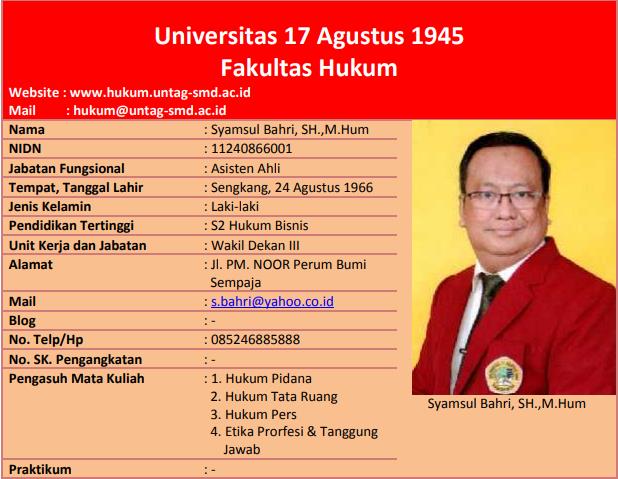 Universitas 17 Agustus 1945
Fakultas Hukum
Website : www.hukum.untag-smd.ac.id
Mail : hukum@untag-smd.ac.id
Nama : Syamsul Bahri, SH.,M.Hum
NIDN : 11240866001
Jabatan Fungsional : Asisten Ahli
Tempat, Tanggal Lahir : Sengkang, 24 Agustus 1966
Jenis Kelamin : Laki-laki
Pendidikan Tertinggi : S2 Hukum Bisnis
Unit Kerja dan Jabatan : Wakil Dekan III
Alamat : Jl. PM. NOOR Perum Bumi
Sempaja
Mail : s.bahri@yahoo.co.id
Blog : -
No. Telp/Hp : 085246885888
No. SK. Pengangkatan : -
Pengasuh Mata Kuliah : 1. Hukum Pidana
2. Hukum Tata Ruang
3. Hukum Pers
4. Etika Prorfesi & Tanggung
Jawab
Praktikum : -
Syamsul Bahri, SH.,M.Hum